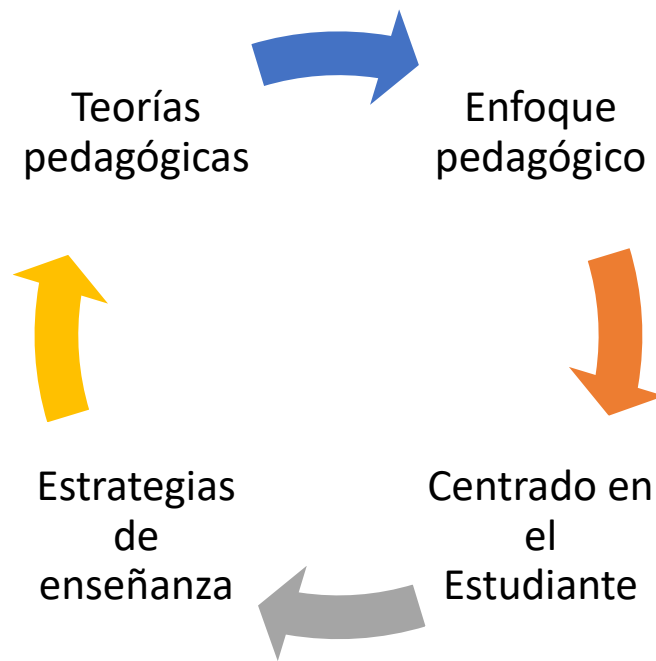 Teorías
pedagógicas
Enfoque
pedagógico
Centrado en
el
Estudiante
Estrategias
de
enseñanza